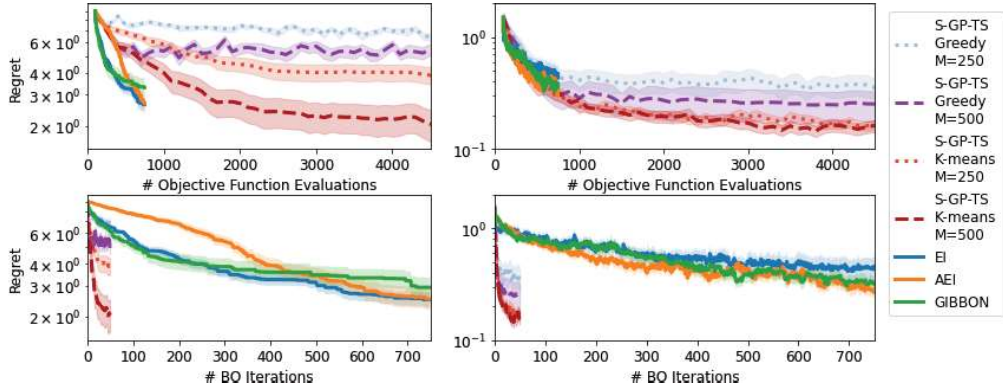 6 × 10⁰
4 × 10⁰
3 × 10⁰
2 × 10⁰
Regret
0 1000 2000 3000 4000
# Objective Function Evaluations
10⁰
10⁻¹
0 1000 2000 3000 4000
# Objective Function Evaluations
6 × 10⁰
4 × 10⁰
3 × 10⁰
2 × 10⁰
Regret
0 100 200 300 400 500 600 700
# BO Iterations
10⁰
10⁻¹
0 100 200 300 400 500 600 700
# BO Iterations
S-GP-TS
Greedy
M=250
S-GP-TS
Greedy
M=500
S-GP-TS
K-means
M=250
S-GP-TS
K-means
M=500
EI
AEI
GIBBON